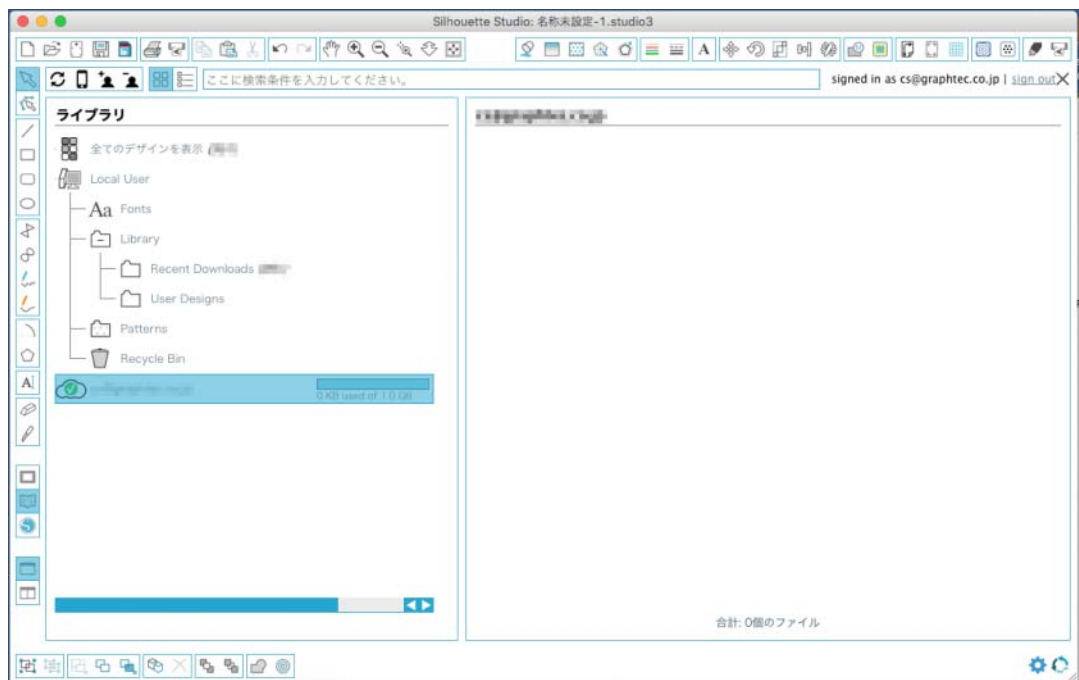 Silhouette Studio: 名称未設定-1.studio3
A
ここに検索条件を入力してください。
signed in as cs@graphtec.co.jp | sign out
ライブラリ
全てのデザインを表示
Local User
Aa Fonts
Library
Recent Downloads
User Designs
Patterns
Recycle Bin
A
0 KB used of 1.0 GB
合計: 0個のファイル